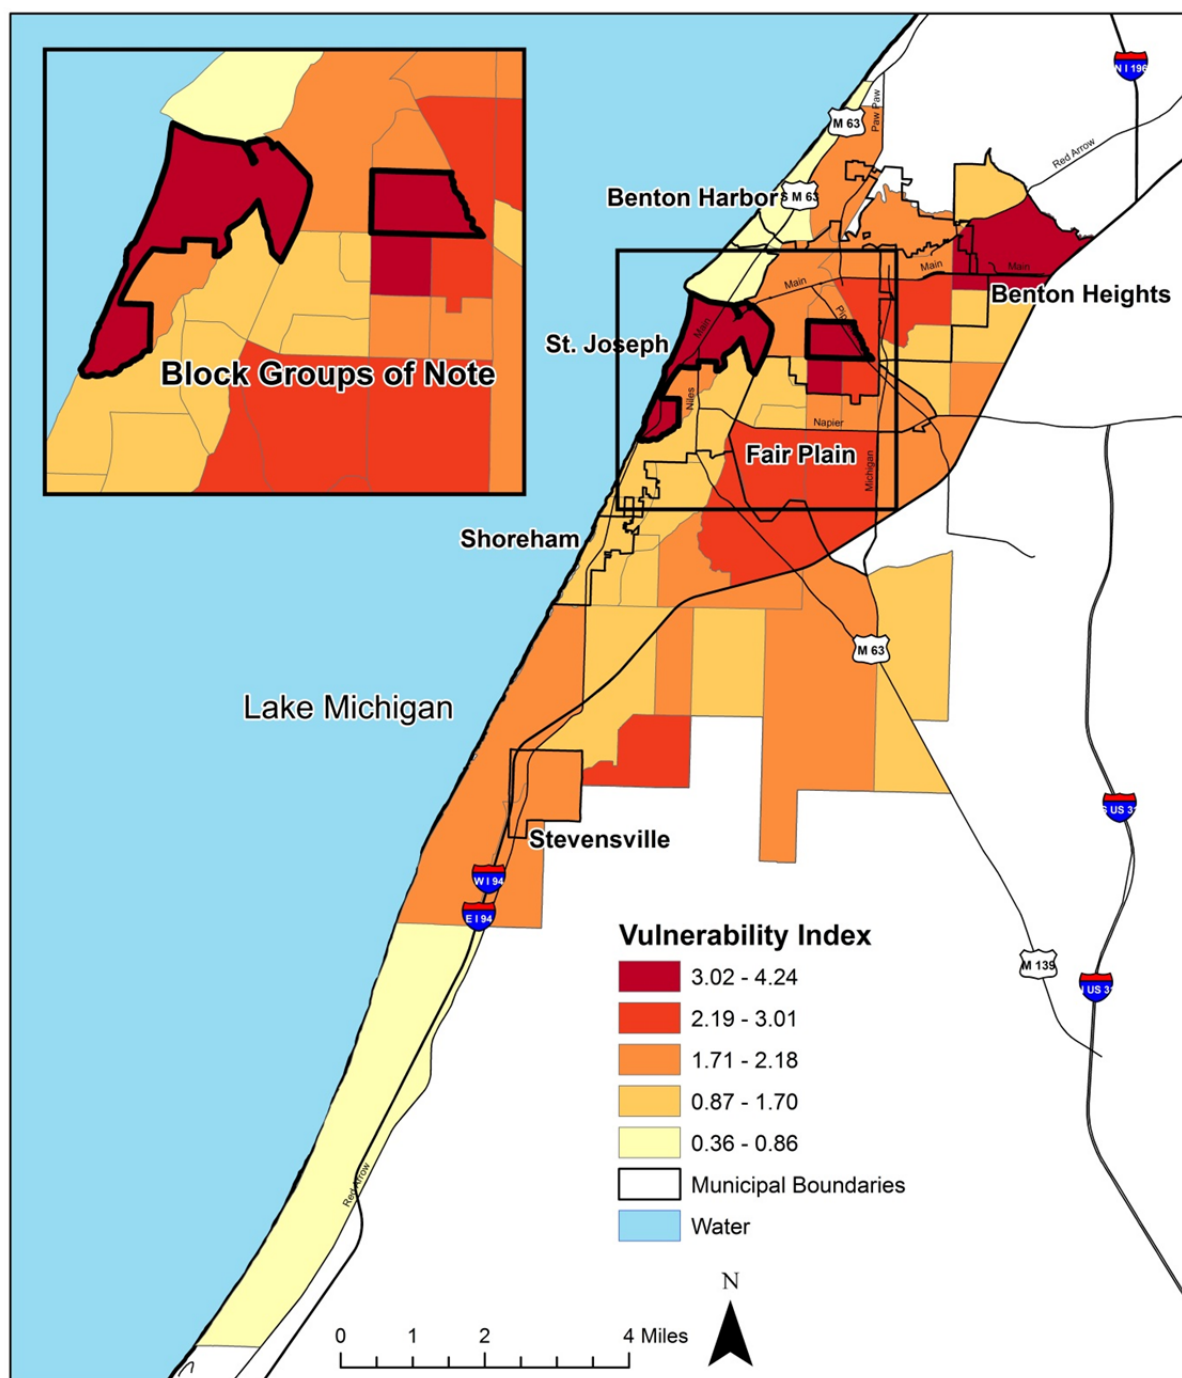 N I 196
M 63
Paw Paw
Red Arrow
Benton Harbor
S M 63
Main
Main
Main
Benton Heights
Main
Main
St. Joseph
Block Groups of Note
Niles
Napier
Fair Plain
Michigan
Shoreham
M 63
Lake Michigan
Stevensville
W I 94
E I 94
Vulnerability Index
3.02 - 4.24
2.19 - 3.01
1.71 - 2.18
0.87 - 1.70
0.36 - 0.86
Municipal Boundaries
Water
M 139
Red Arrow
N
0 1 2 4 Miles